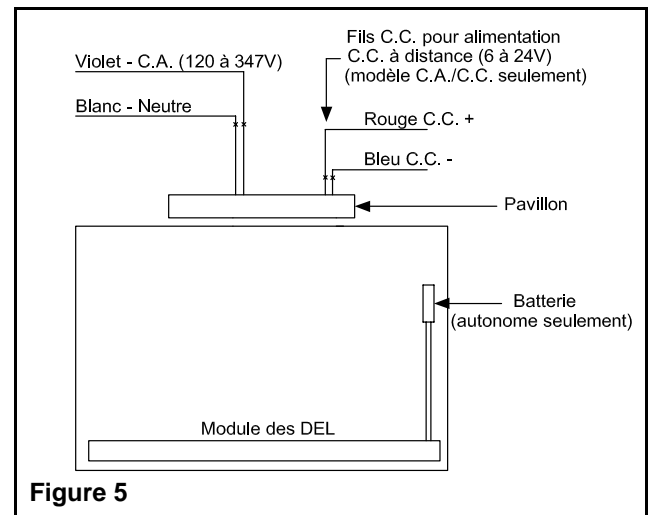 Fils C.C. pour alimentation
C.C. à distance (6 à 24V)
(modèle C.A./C.C. seulement)
Violet - C.A. (120 à 347V)
Blanc - Neutre
Rouge C.C. +
Bleu C.C. -
Pavillon
Batterie
(autonome seulement)
Module des DEL
Figure 5